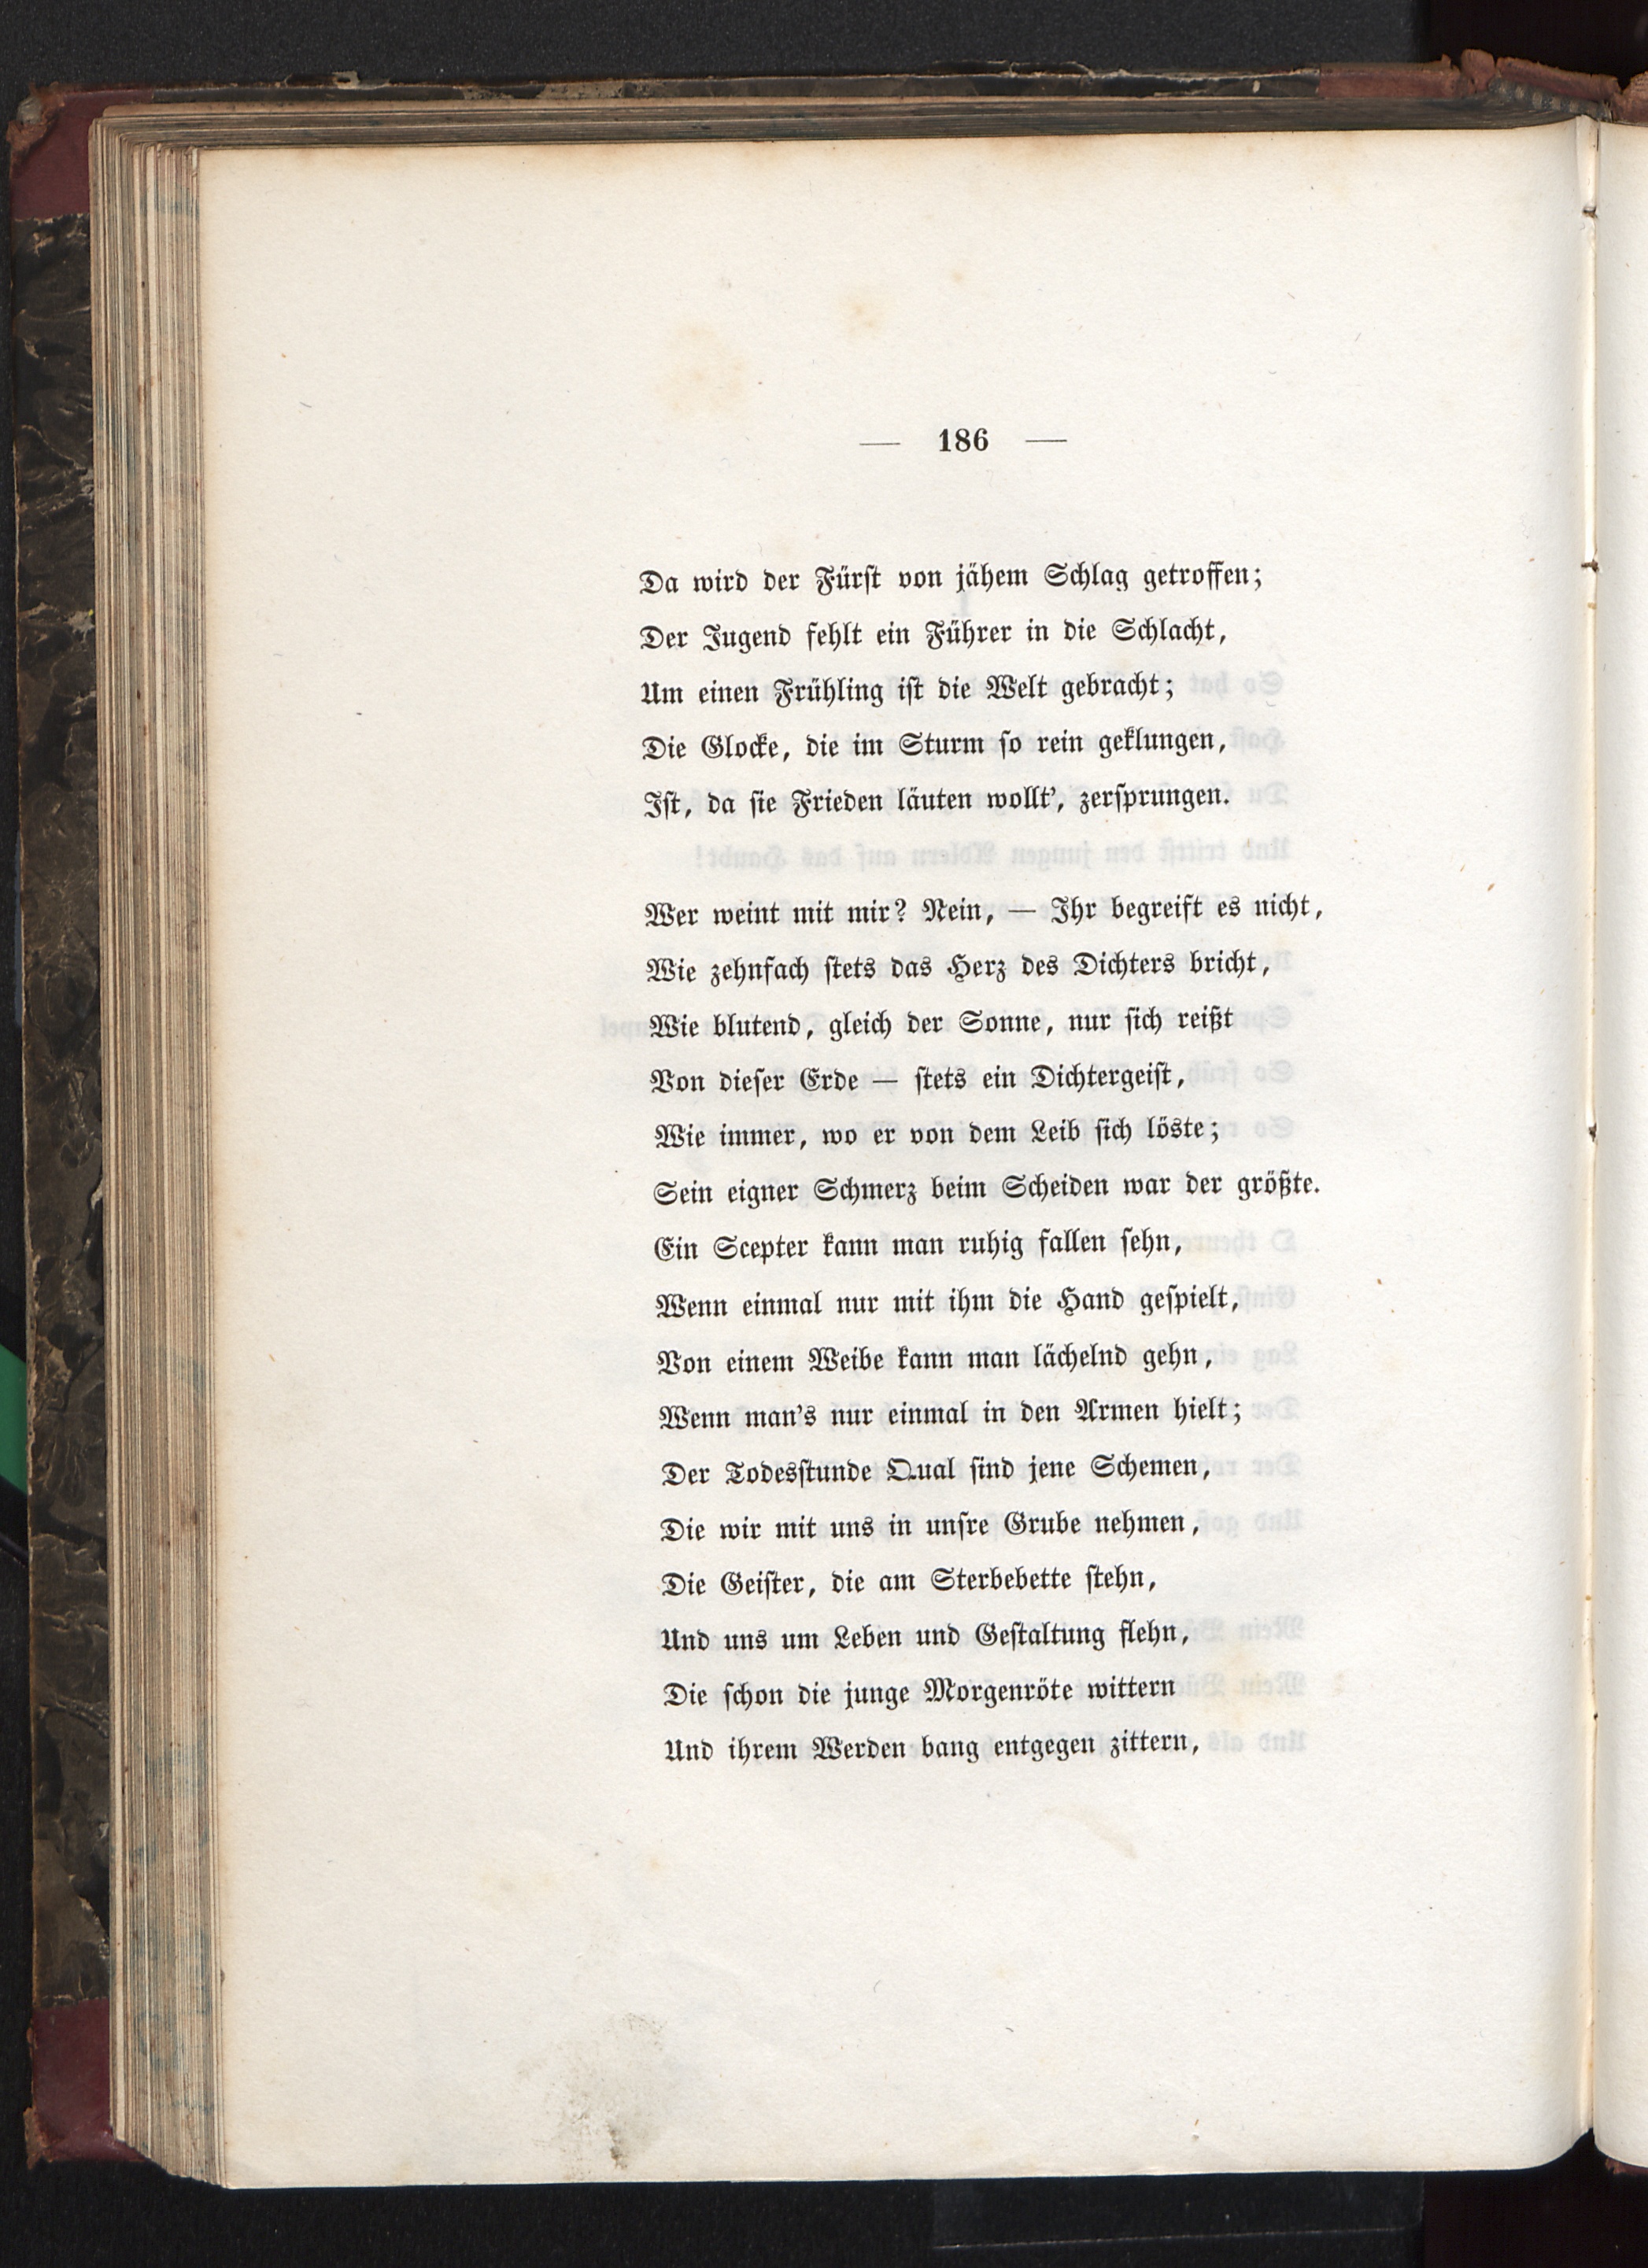 — 186 —
Da wird der Fürſt von jähem Schlag getroffen;
Der Jugend fehlt ein Führer in die Schlacht,
Um einen Frühling iſt die Welt gebracht;
Die Glocke, die im Sturm ſo rein geklungen,
Iſt, da ſie Frieden läuten wollt’, zerſprungen.
Wer weint mit mir? Nein, — Ihr begreift es nicht,
Wie zehnfach ſtets das Herz des Dichters bricht,
Wie blutend, gleich der Sonne, nur ſich reißt
Von dieſer Erde — ſtets ein Dichtergeiſt,
Wie immer, wo er von dem Leib ſich löste;
Sein eigner Schmerz beim Scheiden war der größte.
Ein Scepter kann man ruhig fallen ſehn,
Wenn einmal nur mit ihm die Hand geſpielt,
Von einem Weibe kann man lächelnd gehn,
Wenn man’s nur einmal in den Armen hielt;
Der Todesſtunde Qual ſind jene Schemen,
Die wir mit uns in unſre Grube nehmen,
Die Geiſter, die am Sterbebette ſtehn,
Und uns um Leben und Geſtaltung flehn,
Die ſchon die junge Morgenröte wittern
Und ihrem Werden bang entgegen zittern,